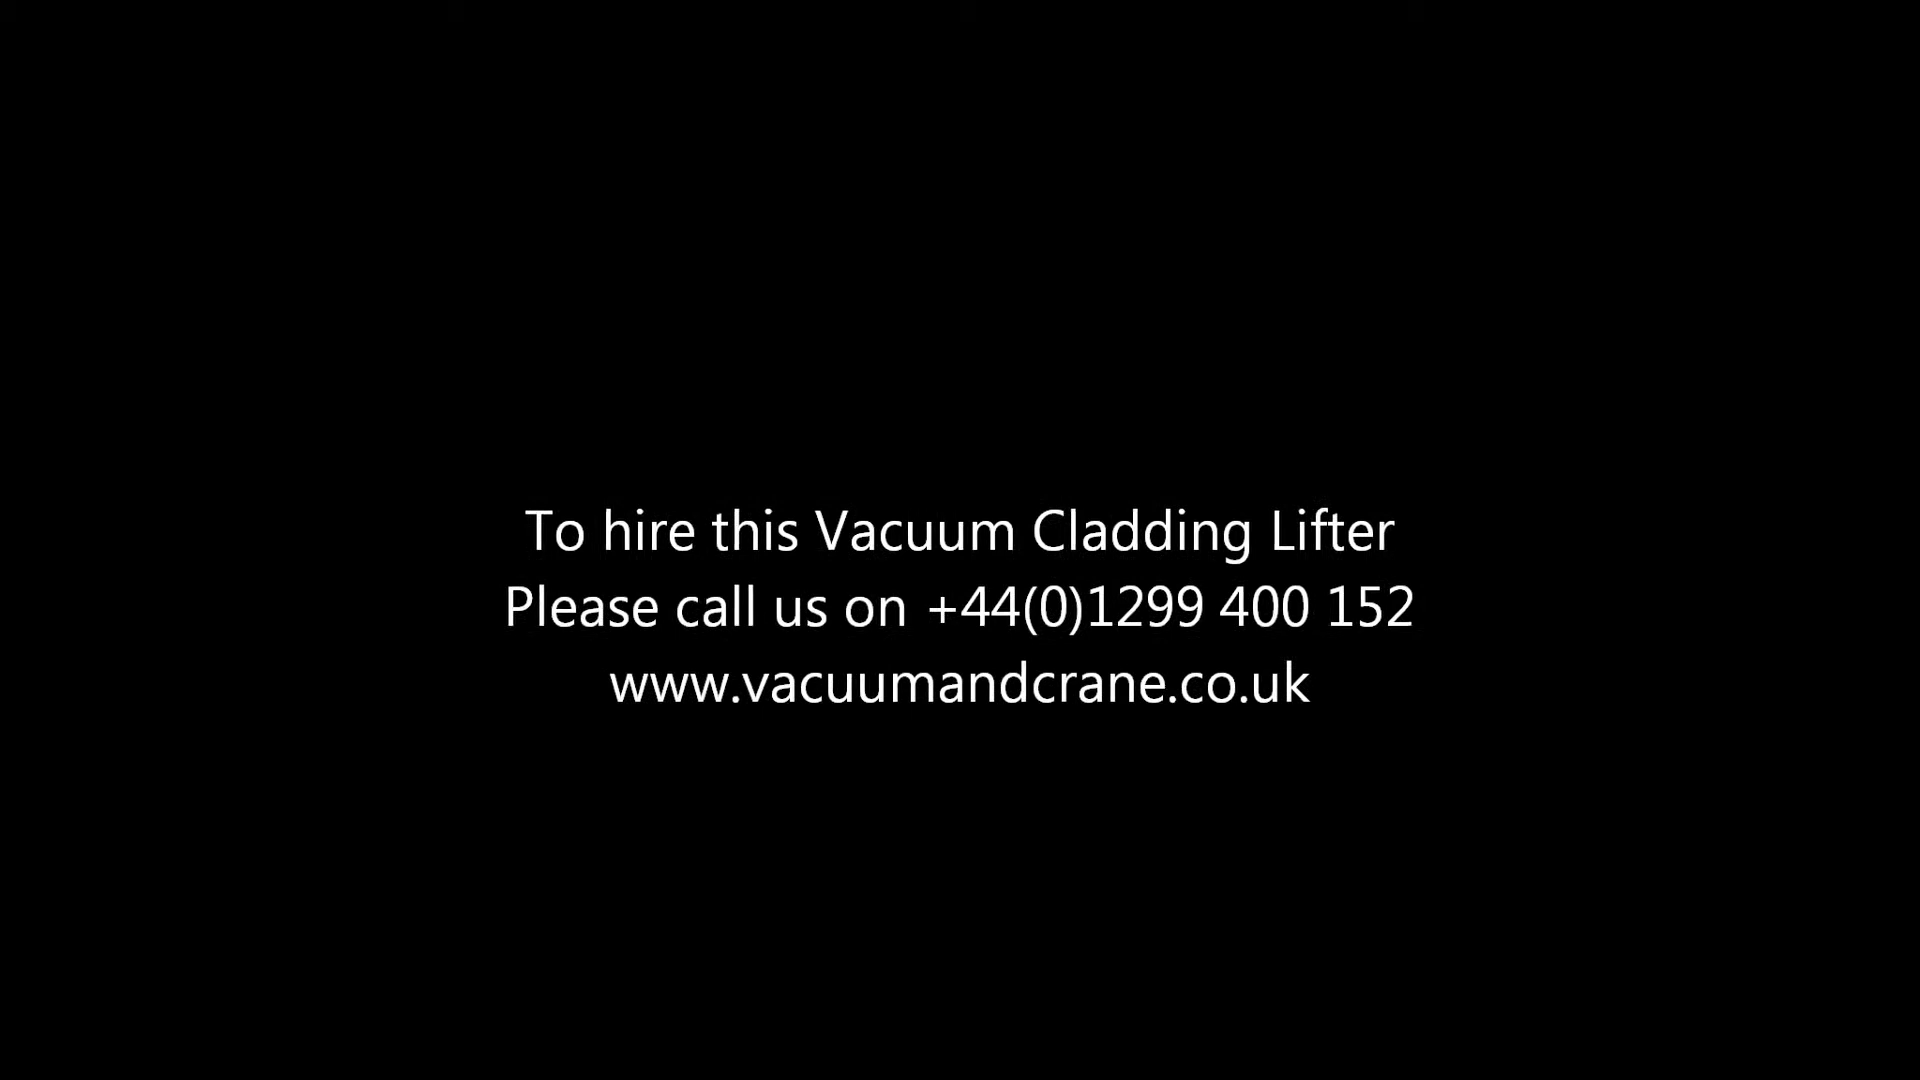 To hire this Vacuum Cladding Lifter
Please call us on +44(0)1299 400 152
www.vacuumandcrane.co.uk